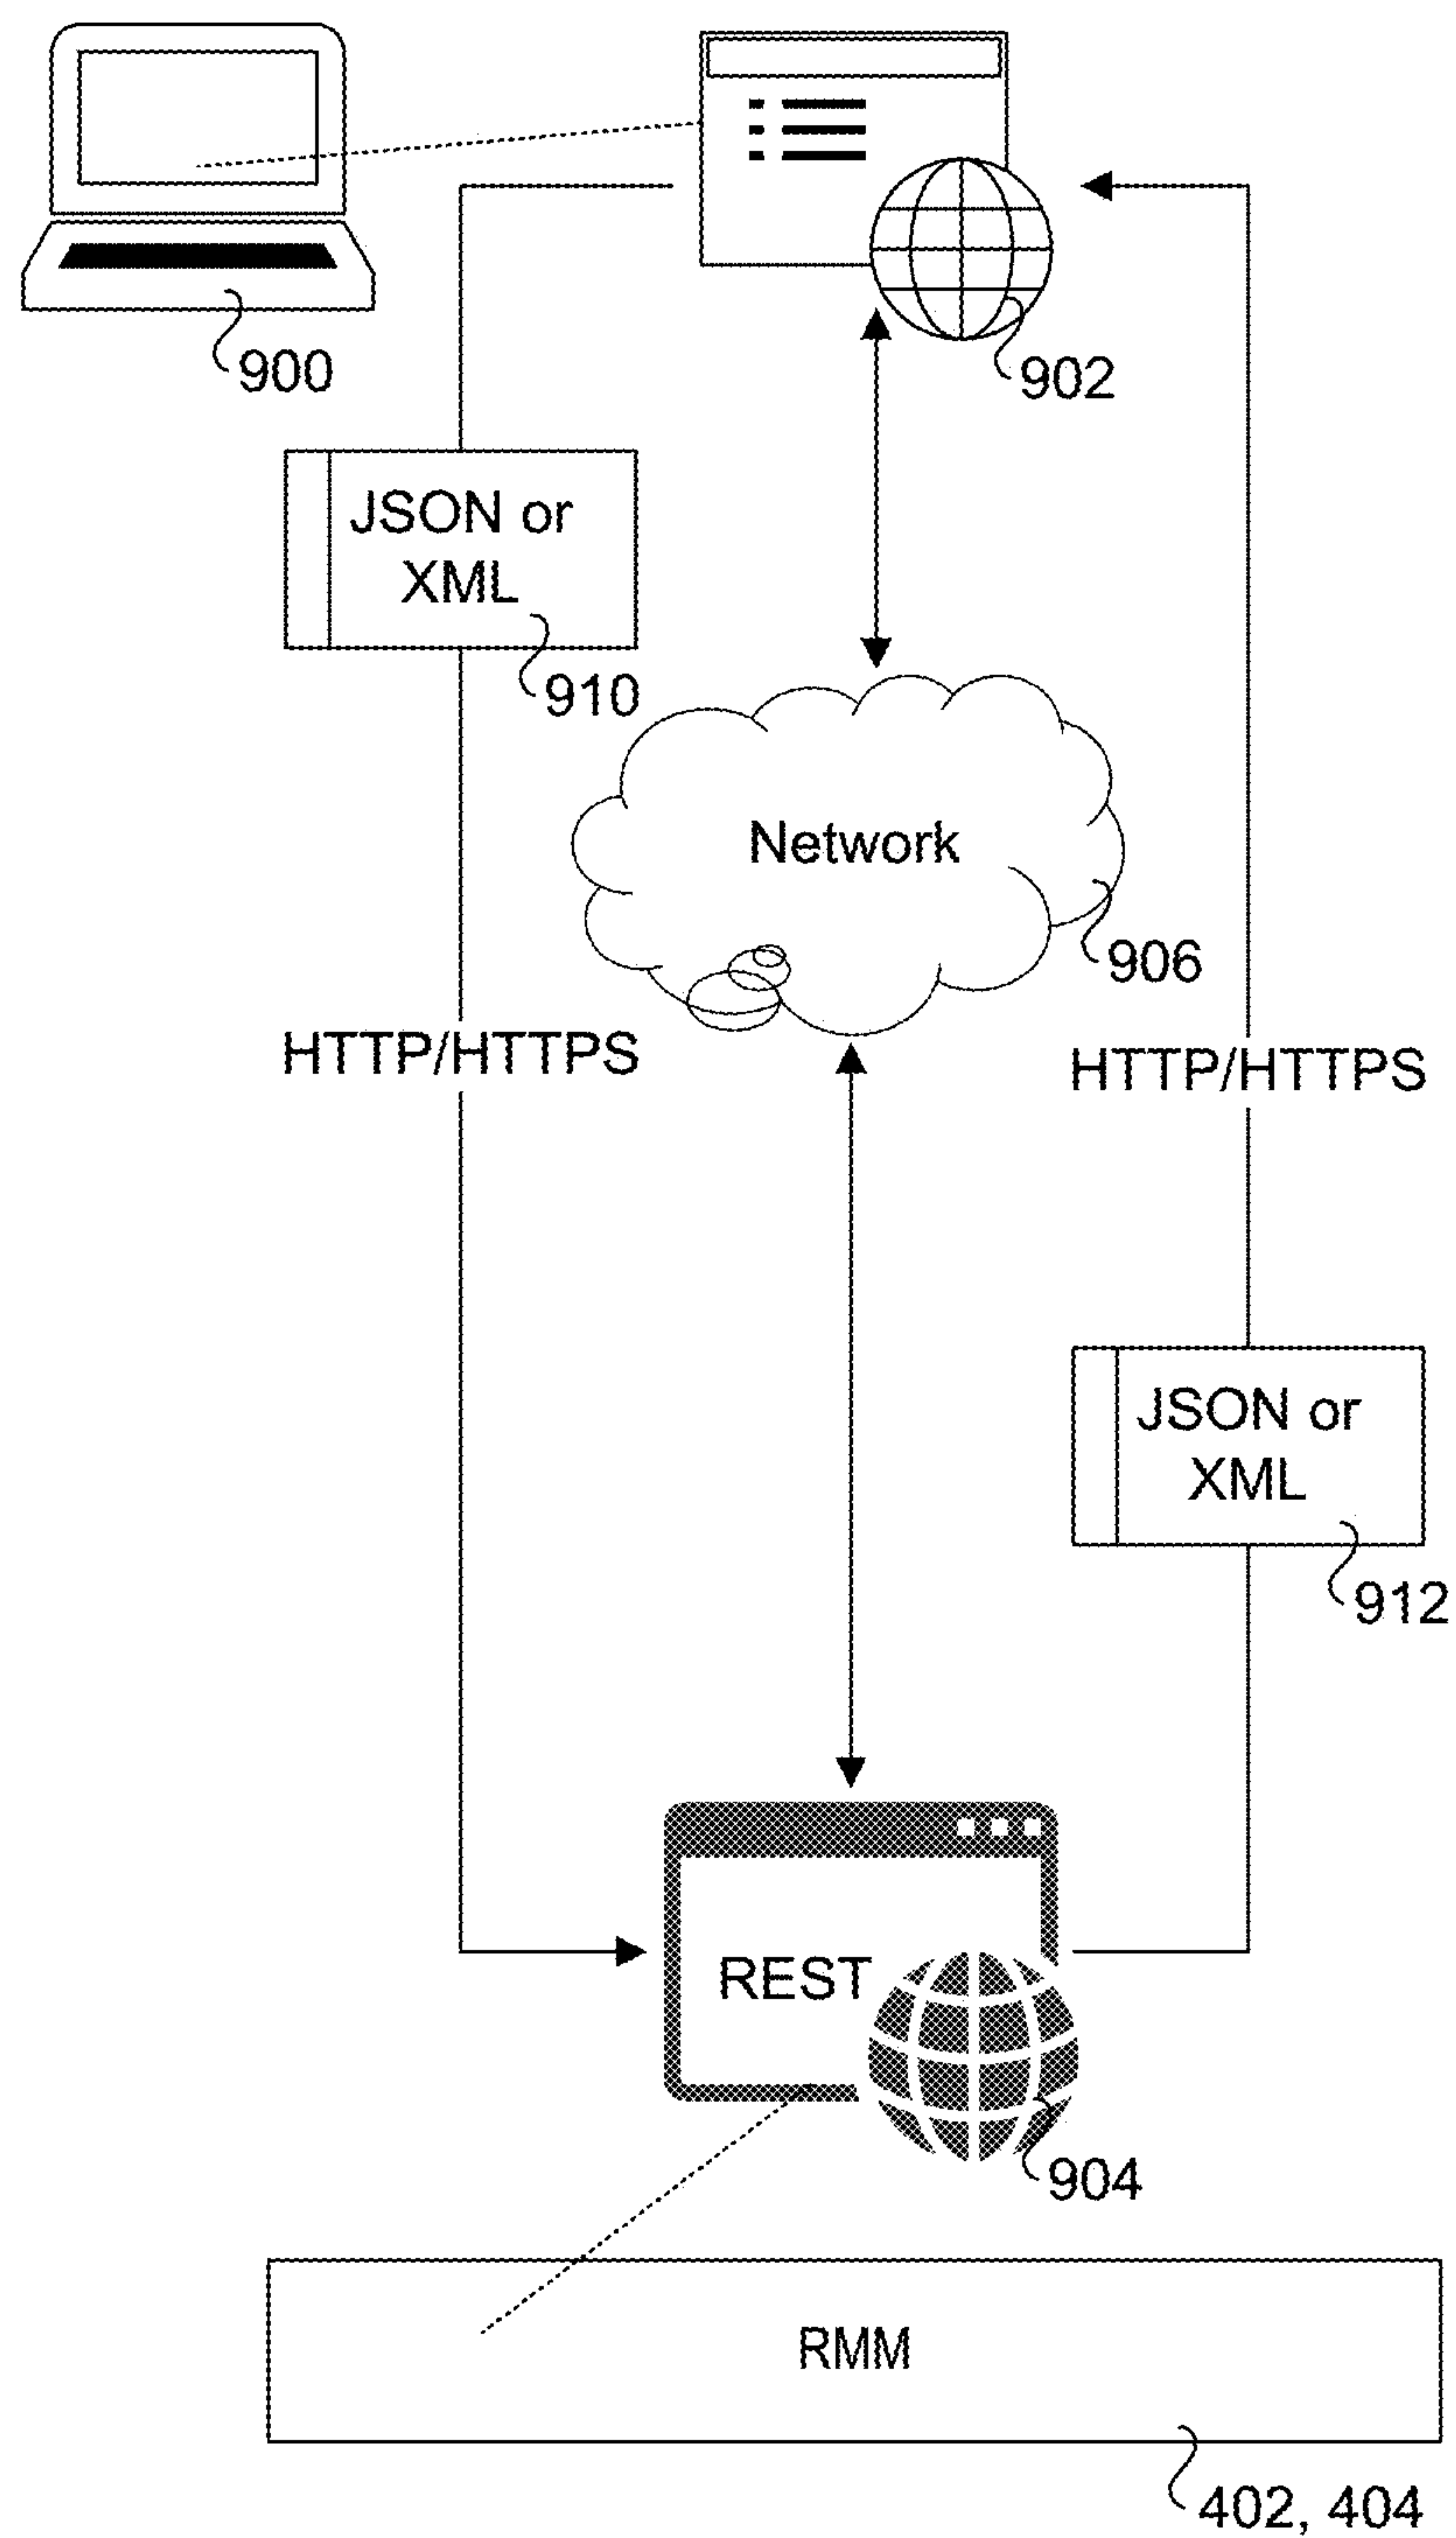 900
902
JSON or
XML
910
Network
906
HTTP/HTTPS
HTTP/HTTPS
JSON or
XML
912
REST
904
RMM
402, 404